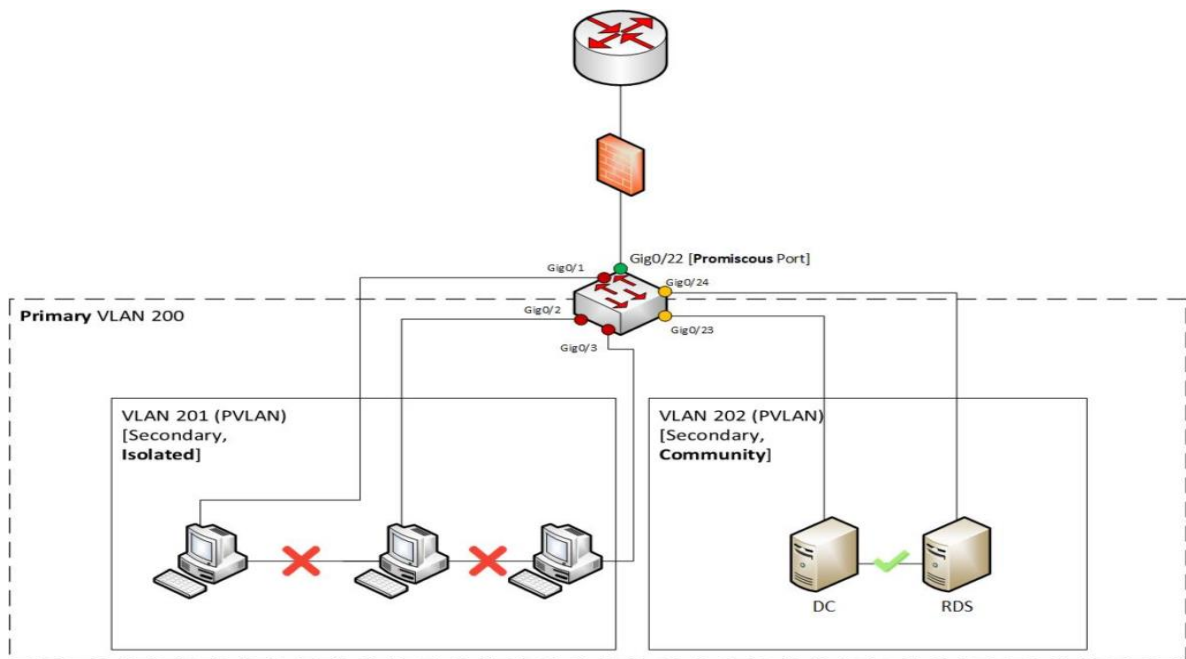 Gig0/22 [Promiscous Port]
Gig0/1
Gig0/24
Primary VLAN 200
Gig0/2
Gig0/23
Gig0/3
VLAN 201 (PVLAN)
[Secondary,
Isolated]
VLAN 202 (PVLAN)
[Secondary,
Community]
DC
RDS